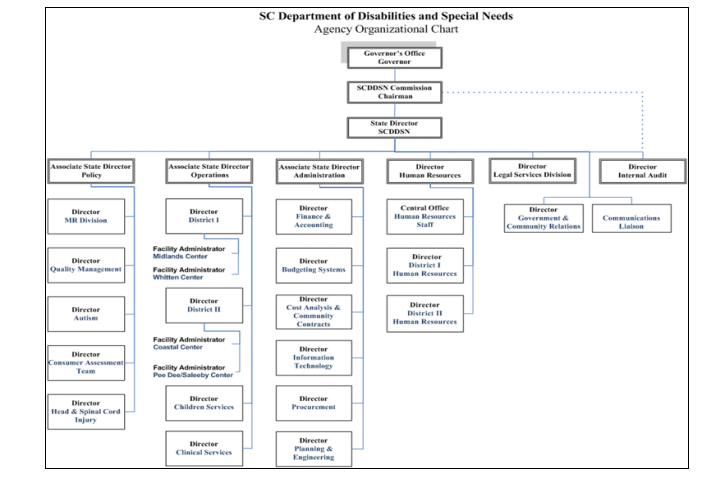 SC Department of Disabilities and Special Needs
Agency Organizational Chart
Governor's Office
Governor
SCDDSN Commission
Chairman
State Director
SCDDSN
Associate State Director
Policy
Associate State Director
Operations
Associate State Director
Administration
Director
Human Resources
Director
Legal Services Division
Director
Internal Audit
Director
MR Division
Director
Quality Management
Director
Autism
Director
Consumer Assessment
Team
Director
Head & Spinal Cord
Injury
Director
District I
Facility Administrator
Midlands Center
Facility Administrator
Whitten Center
Director
District II
Facility Administrator
Coastal Center
Facility Administrator
Pee Dee/Saleeby Center
Director
Children Services
Director
Clinical Services
Director
Finance &
Accounting
Director
Budgeting Systems
Director
Cost Analysis &
Community
Contracts
Director
Information
Technology
Director
Procurement
Director
Planning &
Engineering
Central Office
Human Resources
Staff
Director
District I
Human Resources
Director
District II
Human Resources
Director
Government &
Community Relations
Communications
Liaison